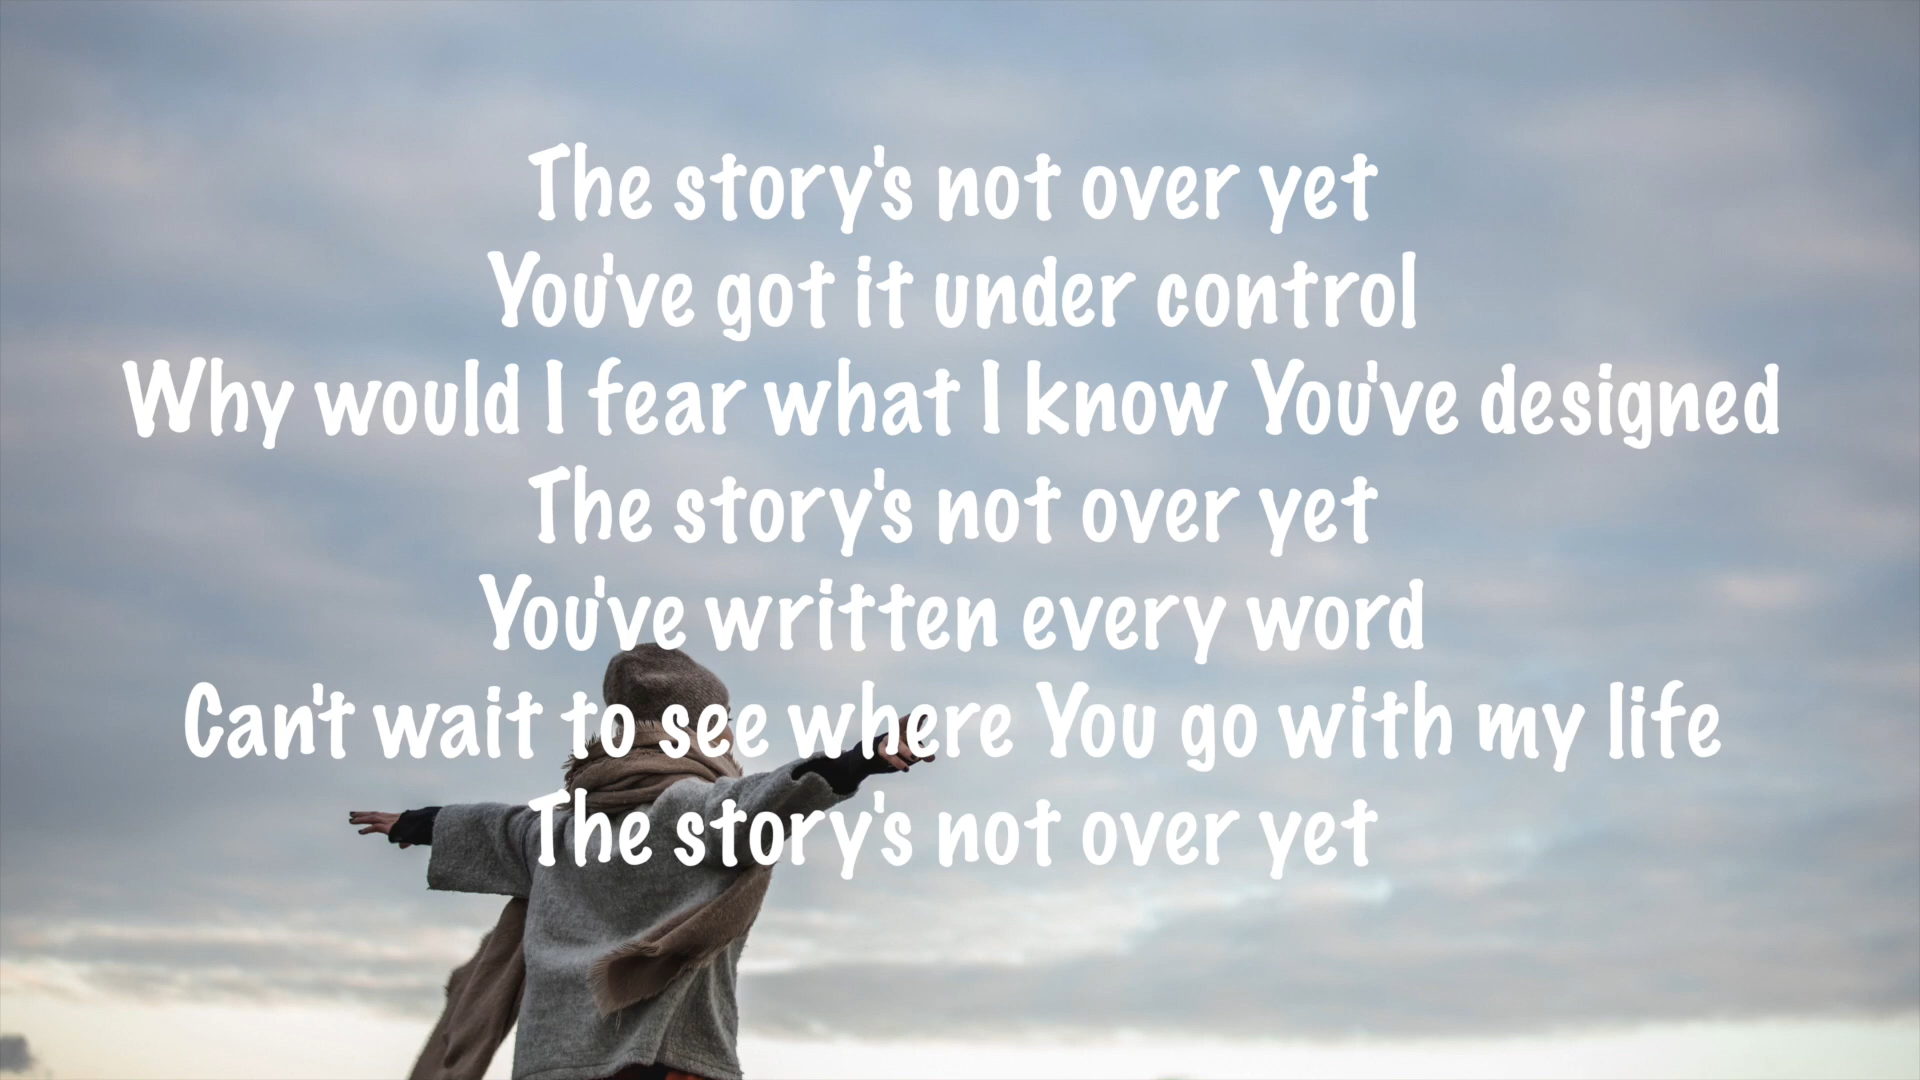 The story's not over yet
You've got it under control
Why would I fear what I know You've designed
The story's not over yet
You've written every word
Can't wait to see where You go with my life
The story's not over yet